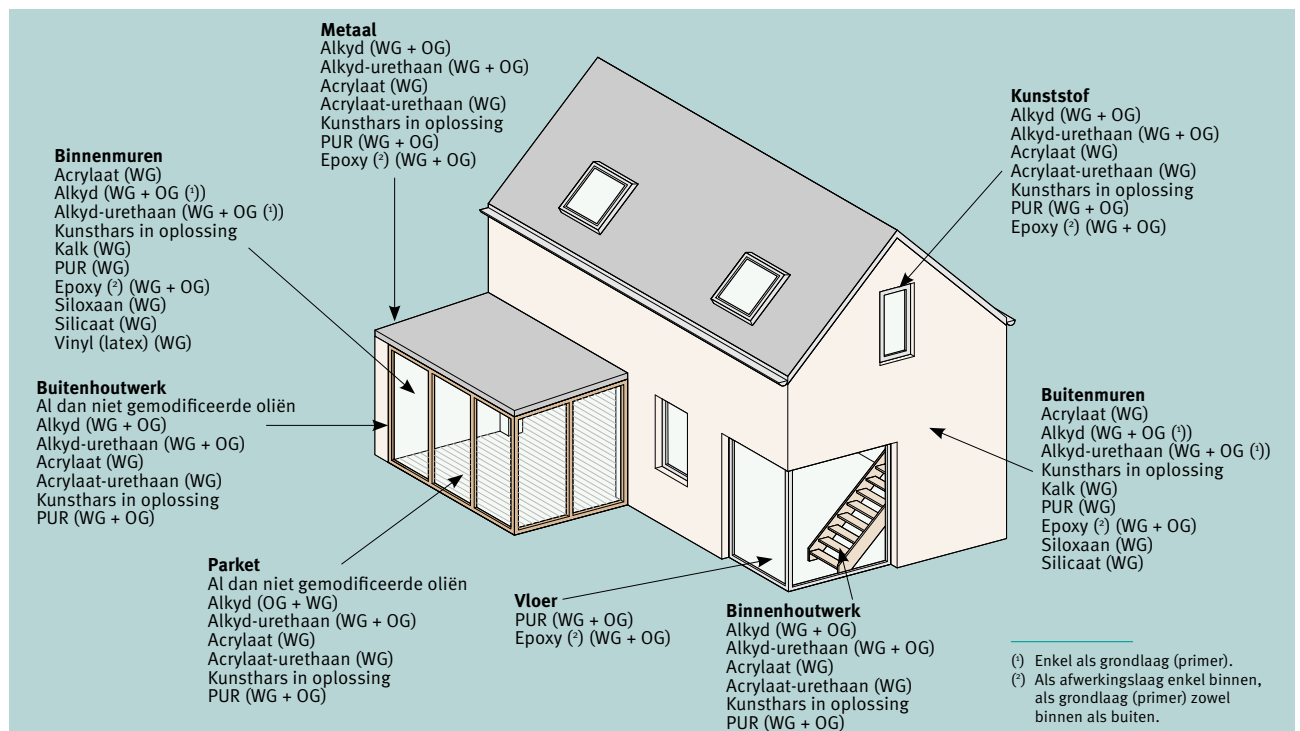 Metaal
Alkyd (WG + OG)
Alkyd-urethaan (WG + OG)
Acrylaat (WG)
Acrylaat-urethaan (WG)
Kunsthars in oplossing
PUR (WG + OG)
Epoxy (²) (WG + OG)
Kunststof
Alkyd (WG + OG)
Alkyd-urethaan (WG + OG)
Acrylaat (WG)
Acrylaat-urethaan (WG)
Kunsthars in oplossing
PUR (WG + OG)
Epoxy (²) (WG + OG)
Binnenmuren
Acrylaat (WG)
Alkyd (WG + OG (¹))
Alkyd-urethaan (WG + OG (¹))
Kunsthars in oplossing
Kalk (WG)
PUR (WG)
Epoxy (²) (WG + OG)
Siloxaan (WG)
Silicaat (WG)
Vinyl (latex) (WG)
Buitenhoutwerk
Al dan niet gemodificeerde oliën
Alkyd (WG + OG)
Alkyd-urethaan (WG + OG)
Acrylaat (WG)
Acrylaat-urethaan (WG)
Kunsthars in oplossing
PUR (WG + OG)
Buitenmuren
Acrylaat (WG)
Alkyd (WG + OG (¹))
Alkyd-urethaan (WG + OG (¹))
Kunsthars in oplossing
Kalk (WG)
PUR (WG)
Epoxy (²) (WG + OG)
Siloxaan (WG)
Silicaat (WG)
Parket
Al dan niet gemodificeerde oliën
Alkyd (OG + WG)
Alkyd-urethaan (WG + OG)
Acrylaat (WG)
Acrylaat-urethaan (WG)
Kunsthars in oplossing
PUR (WG + OG)
Vloer
PUR (WG + OG)
Epoxy (²) (WG + OG)
Binnenhoutwerk
Alkyd (WG + OG)
Alkyd-urethaan (WG + OG)
Acrylaat (WG)
Acrylaat-urethaan (WG)
Kunsthars in oplossing
PUR (WG + OG)
(¹) Enkel als grondlaag (primer).
(²) Als afwerkingslaag enkel binnen,
als grondlaag (primer) zowel
binnen als buiten.